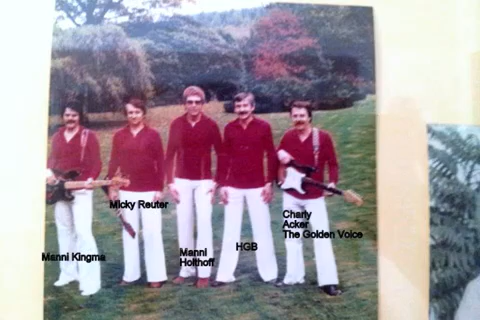 Micky Reuter
Charly
Acker
The Golden Voice
Manni
Holthoff
HGB
Manni Kingma